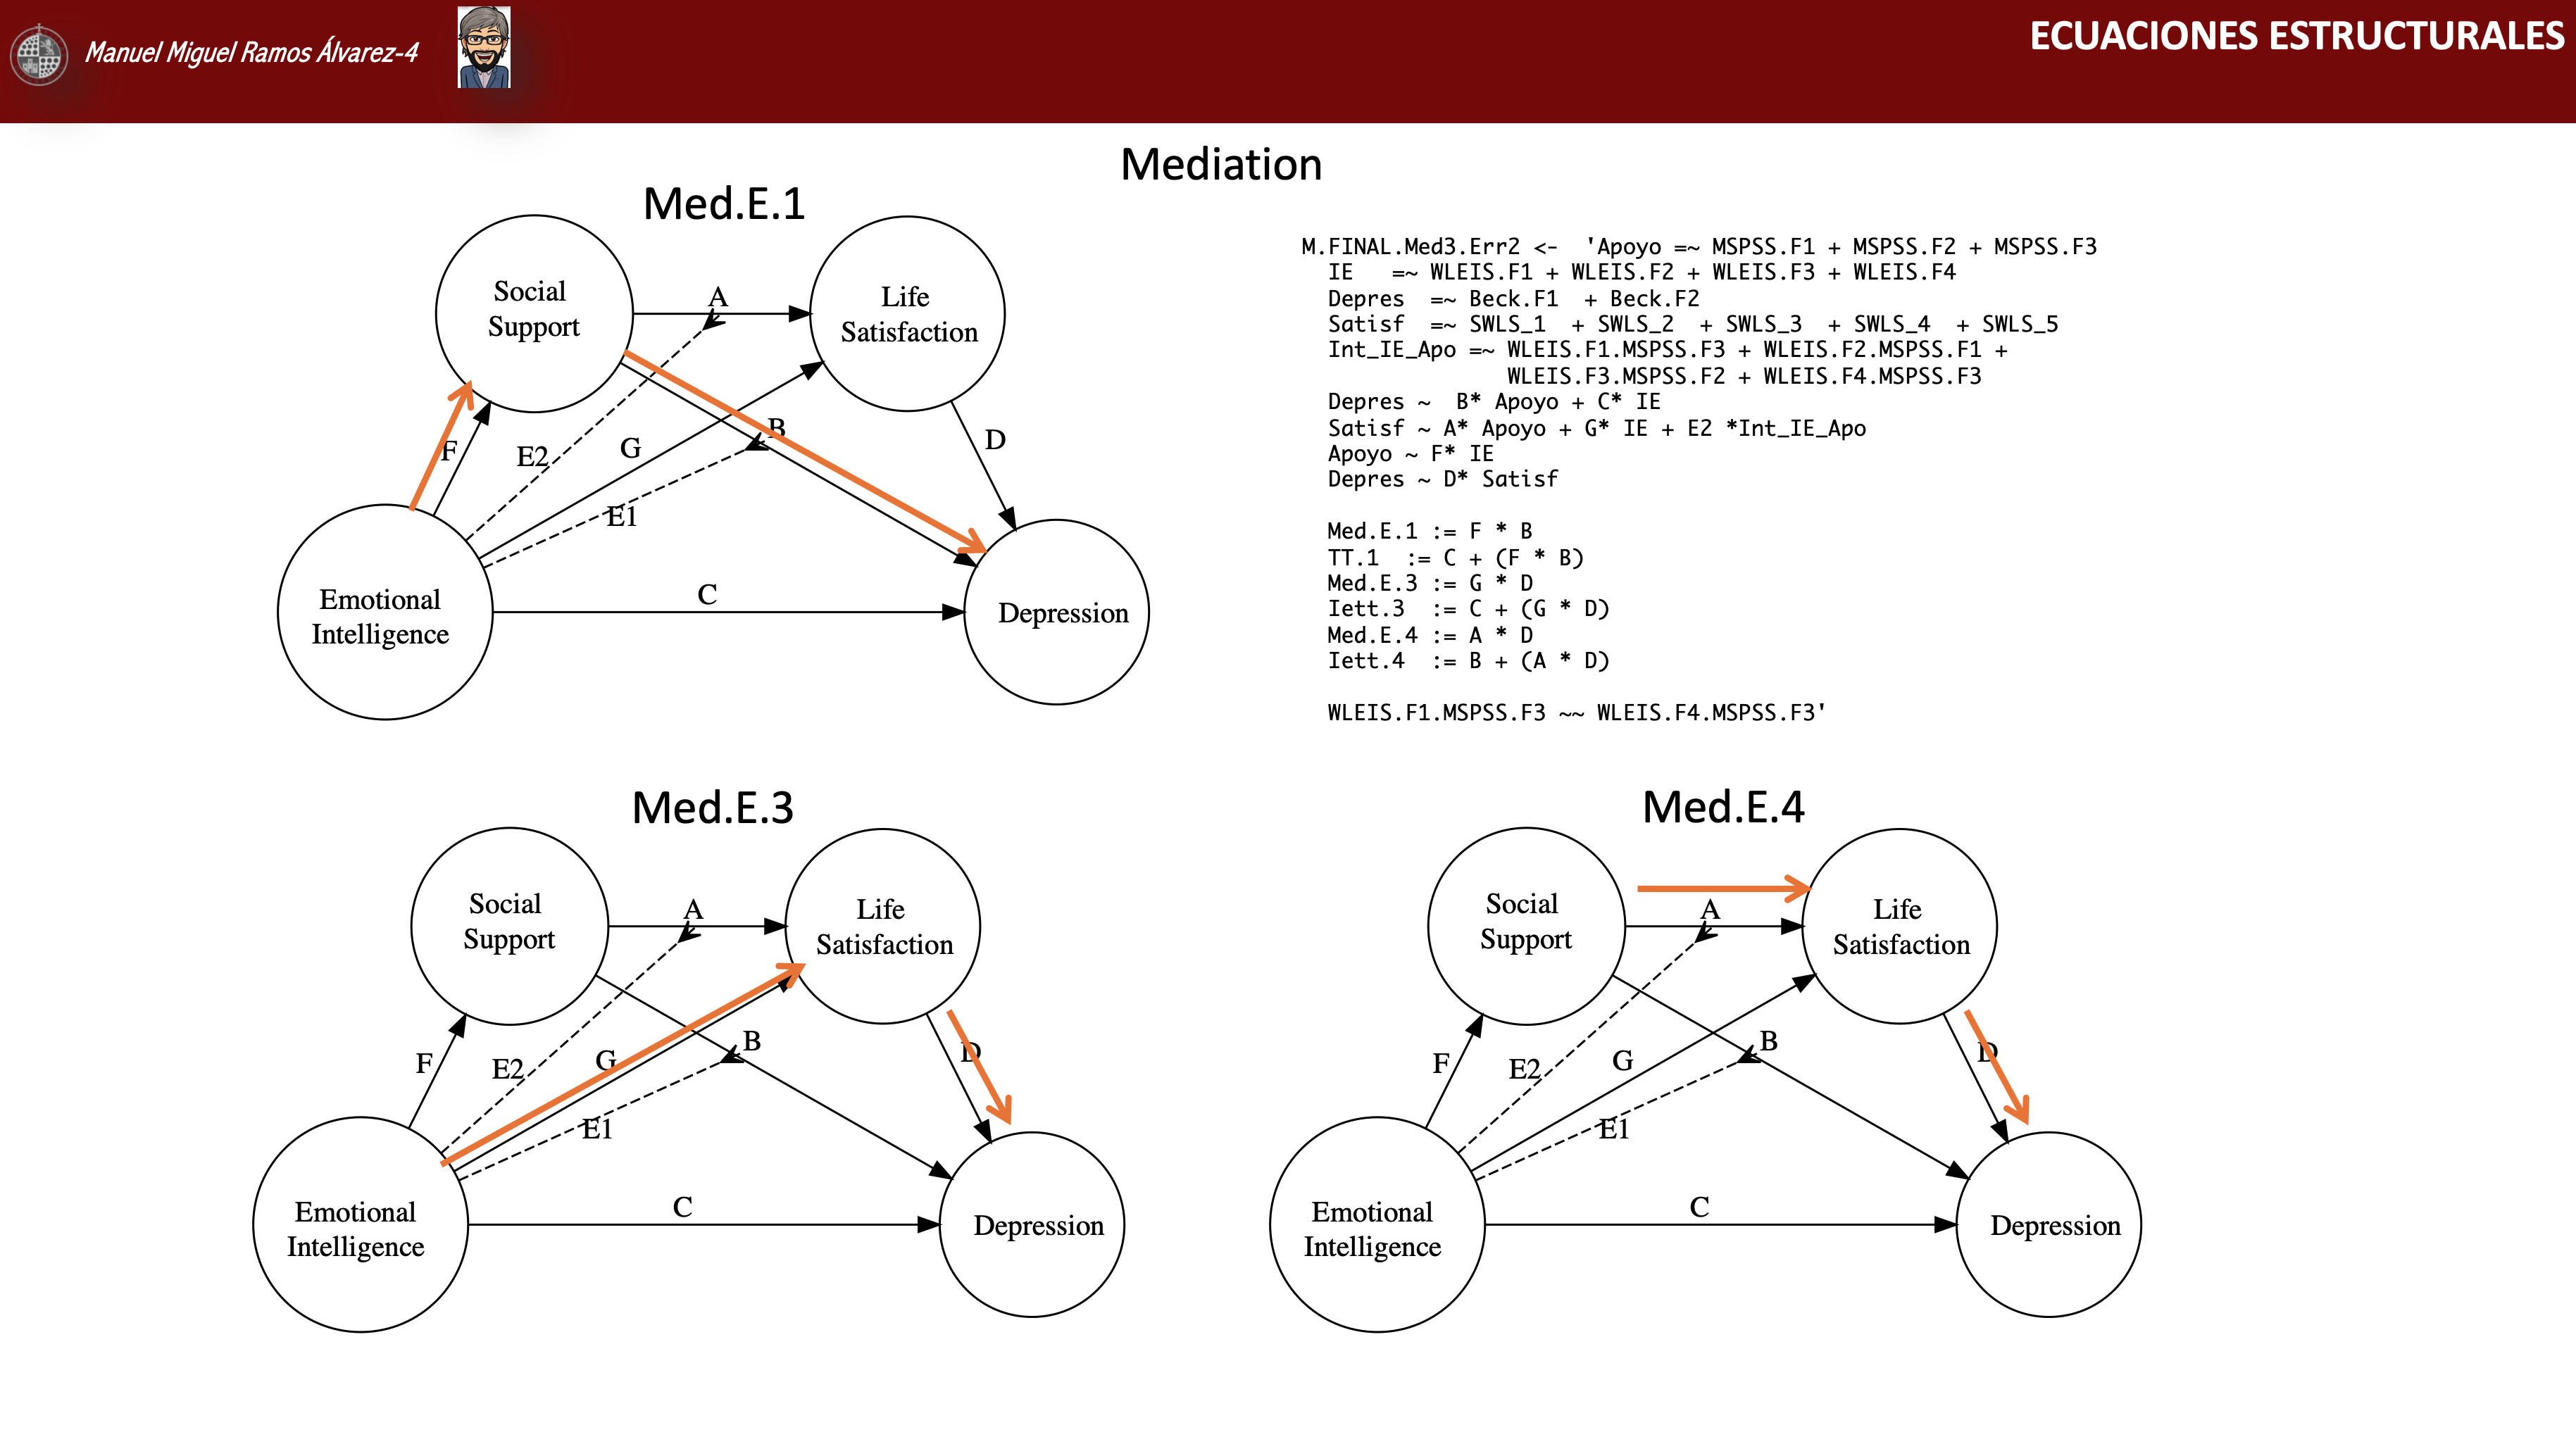 Manuel Miguel Ramos Álvarez-4
ECUACIONES ESTRUCTURALES
Mediation
Med.E.1
Social
Support
A
Life
Satisfaction
F
E2
G
B
D
E1
Emotional
Intelligence
C
Depression
M.FINAL.Med3.Err2 <-  'Apoyo =~ MSPSS.F1 + MSPSS.F2 + MSPSS.F3
IE   =~ WLEIS.F1 + WLEIS.F2 + WLEIS.F3 + WLEIS.F4
Depres  =~ Beck.F1  + Beck.F2
Satisf  =~ SWLS_1  + SWLS_2  + SWLS_3  + SWLS_4  + SWLS_5
Int_IE_Apo =~ WLEIS.F1.MSPSS.F3 + WLEIS.F2.MSPSS.F1 +
WLEIS.F3.MSPSS.F2 + WLEIS.F4.MSPSS.F3
Depres ~  B* Apoyo + C* IE
Satisf ~ A* Apoyo + G* IE + E2 *Int_IE_Apo
Apoyo ~ F* IE
Depres ~ D* Satisf
Med.E.1 := F * B
TT.1  := C + (F * B)
Med.E.3 := G * D
Iett.3  := C + (G * D)
Med.E.4 := A * D
Iett.4  := B + (A * D)
WLEIS.F1.MSPSS.F3 ~~ WLEIS.F4.MSPSS.F3'
Med.E.3
Social
Support
A
Life
Satisfaction
F
E2
G
B
D
E1
Emotional
Intelligence
C
Depression
Med.E.4
Social
Support
A
Life
Satisfaction
F
E2
G
B
D
E1
Emotional
Intelligence
C
Depression